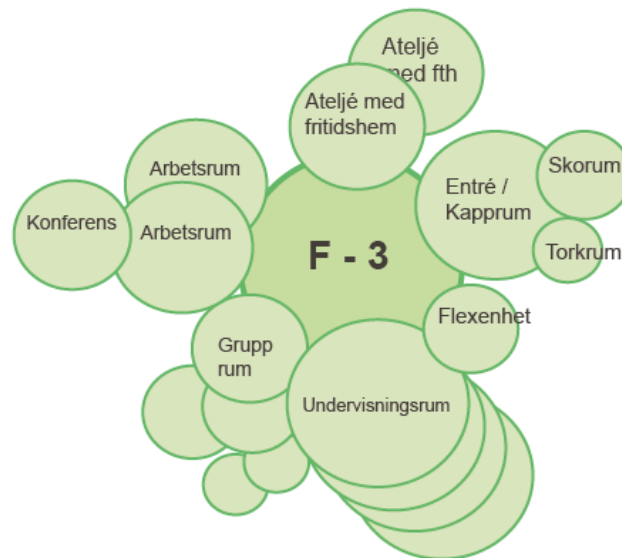 Ateljé
med fth
Ateljé med
fritidshem
Arbetsrum
Skorum
Entré /
Kapprum
Konferens
Arbetsrum
F - 3
Torkrum
Flexenhet
Grupp
rum
Undervisningsrum